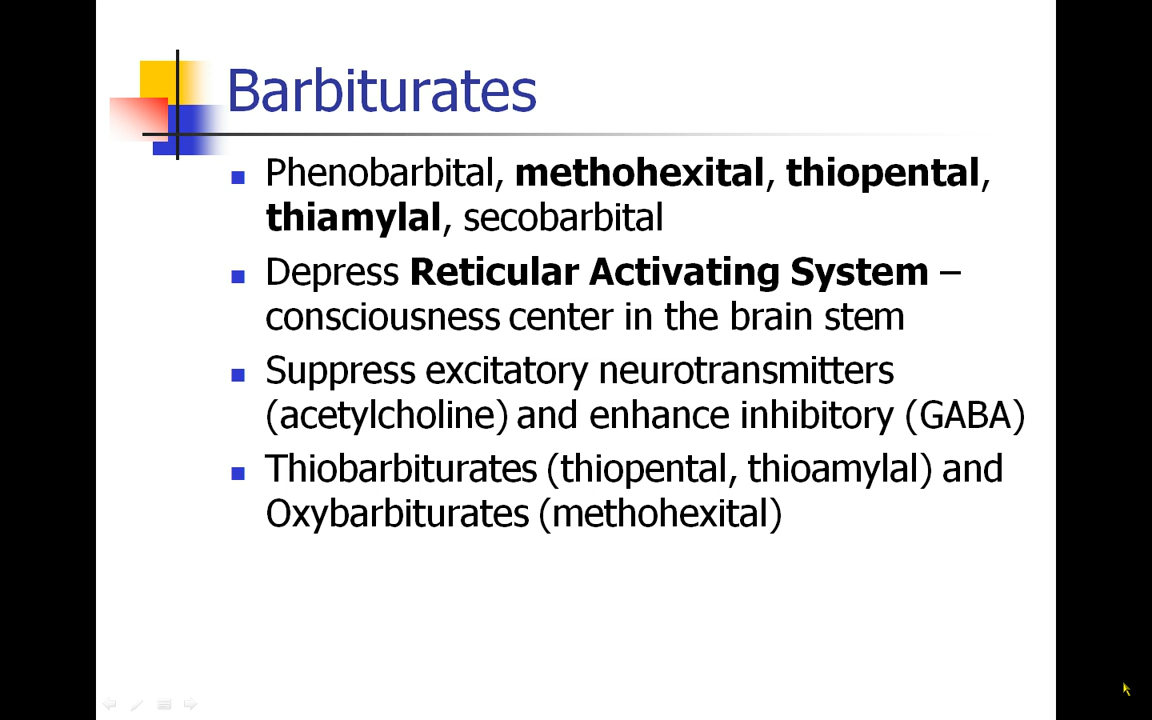 Barbiturates
Phenobarbital, methohexital, thiopental,
thiamylal, secobarbital
Depress Reticular Activating System –
consciousness center in the brain stem
Suppress excitatory neurotransmitters
(acetylcholine) and enhance inhibitory (GABA)
Thiobarbiturates (thiopental, thioamylal) and
Oxybarbiturates (methohexital)